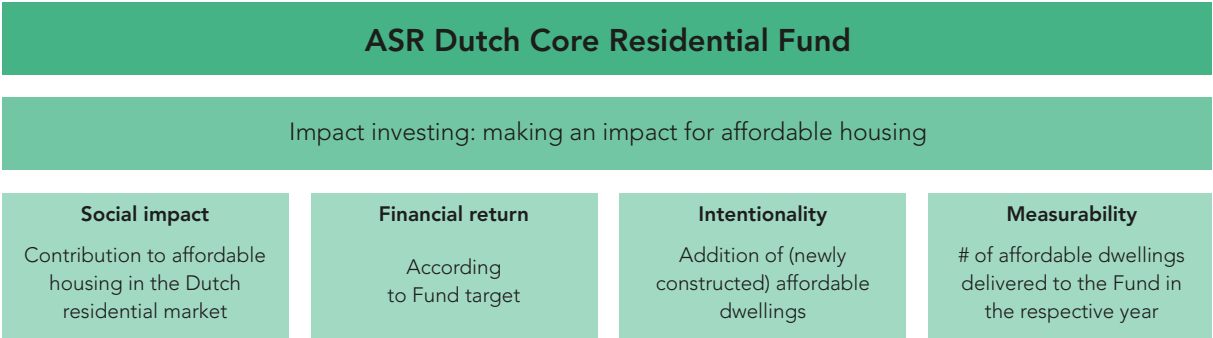 ASR Dutch Core Residential Fund
Impact investing: making an impact for affordable housing
Social impact
Contribution to affordable
housing in the Dutch
residential market
Financial return
According
to Fund target
Intentionality
Addition of (newly
constructed) affordable
dwellings
Measurability
# of affordable dwellings
delivered to the Fund in
the respective year